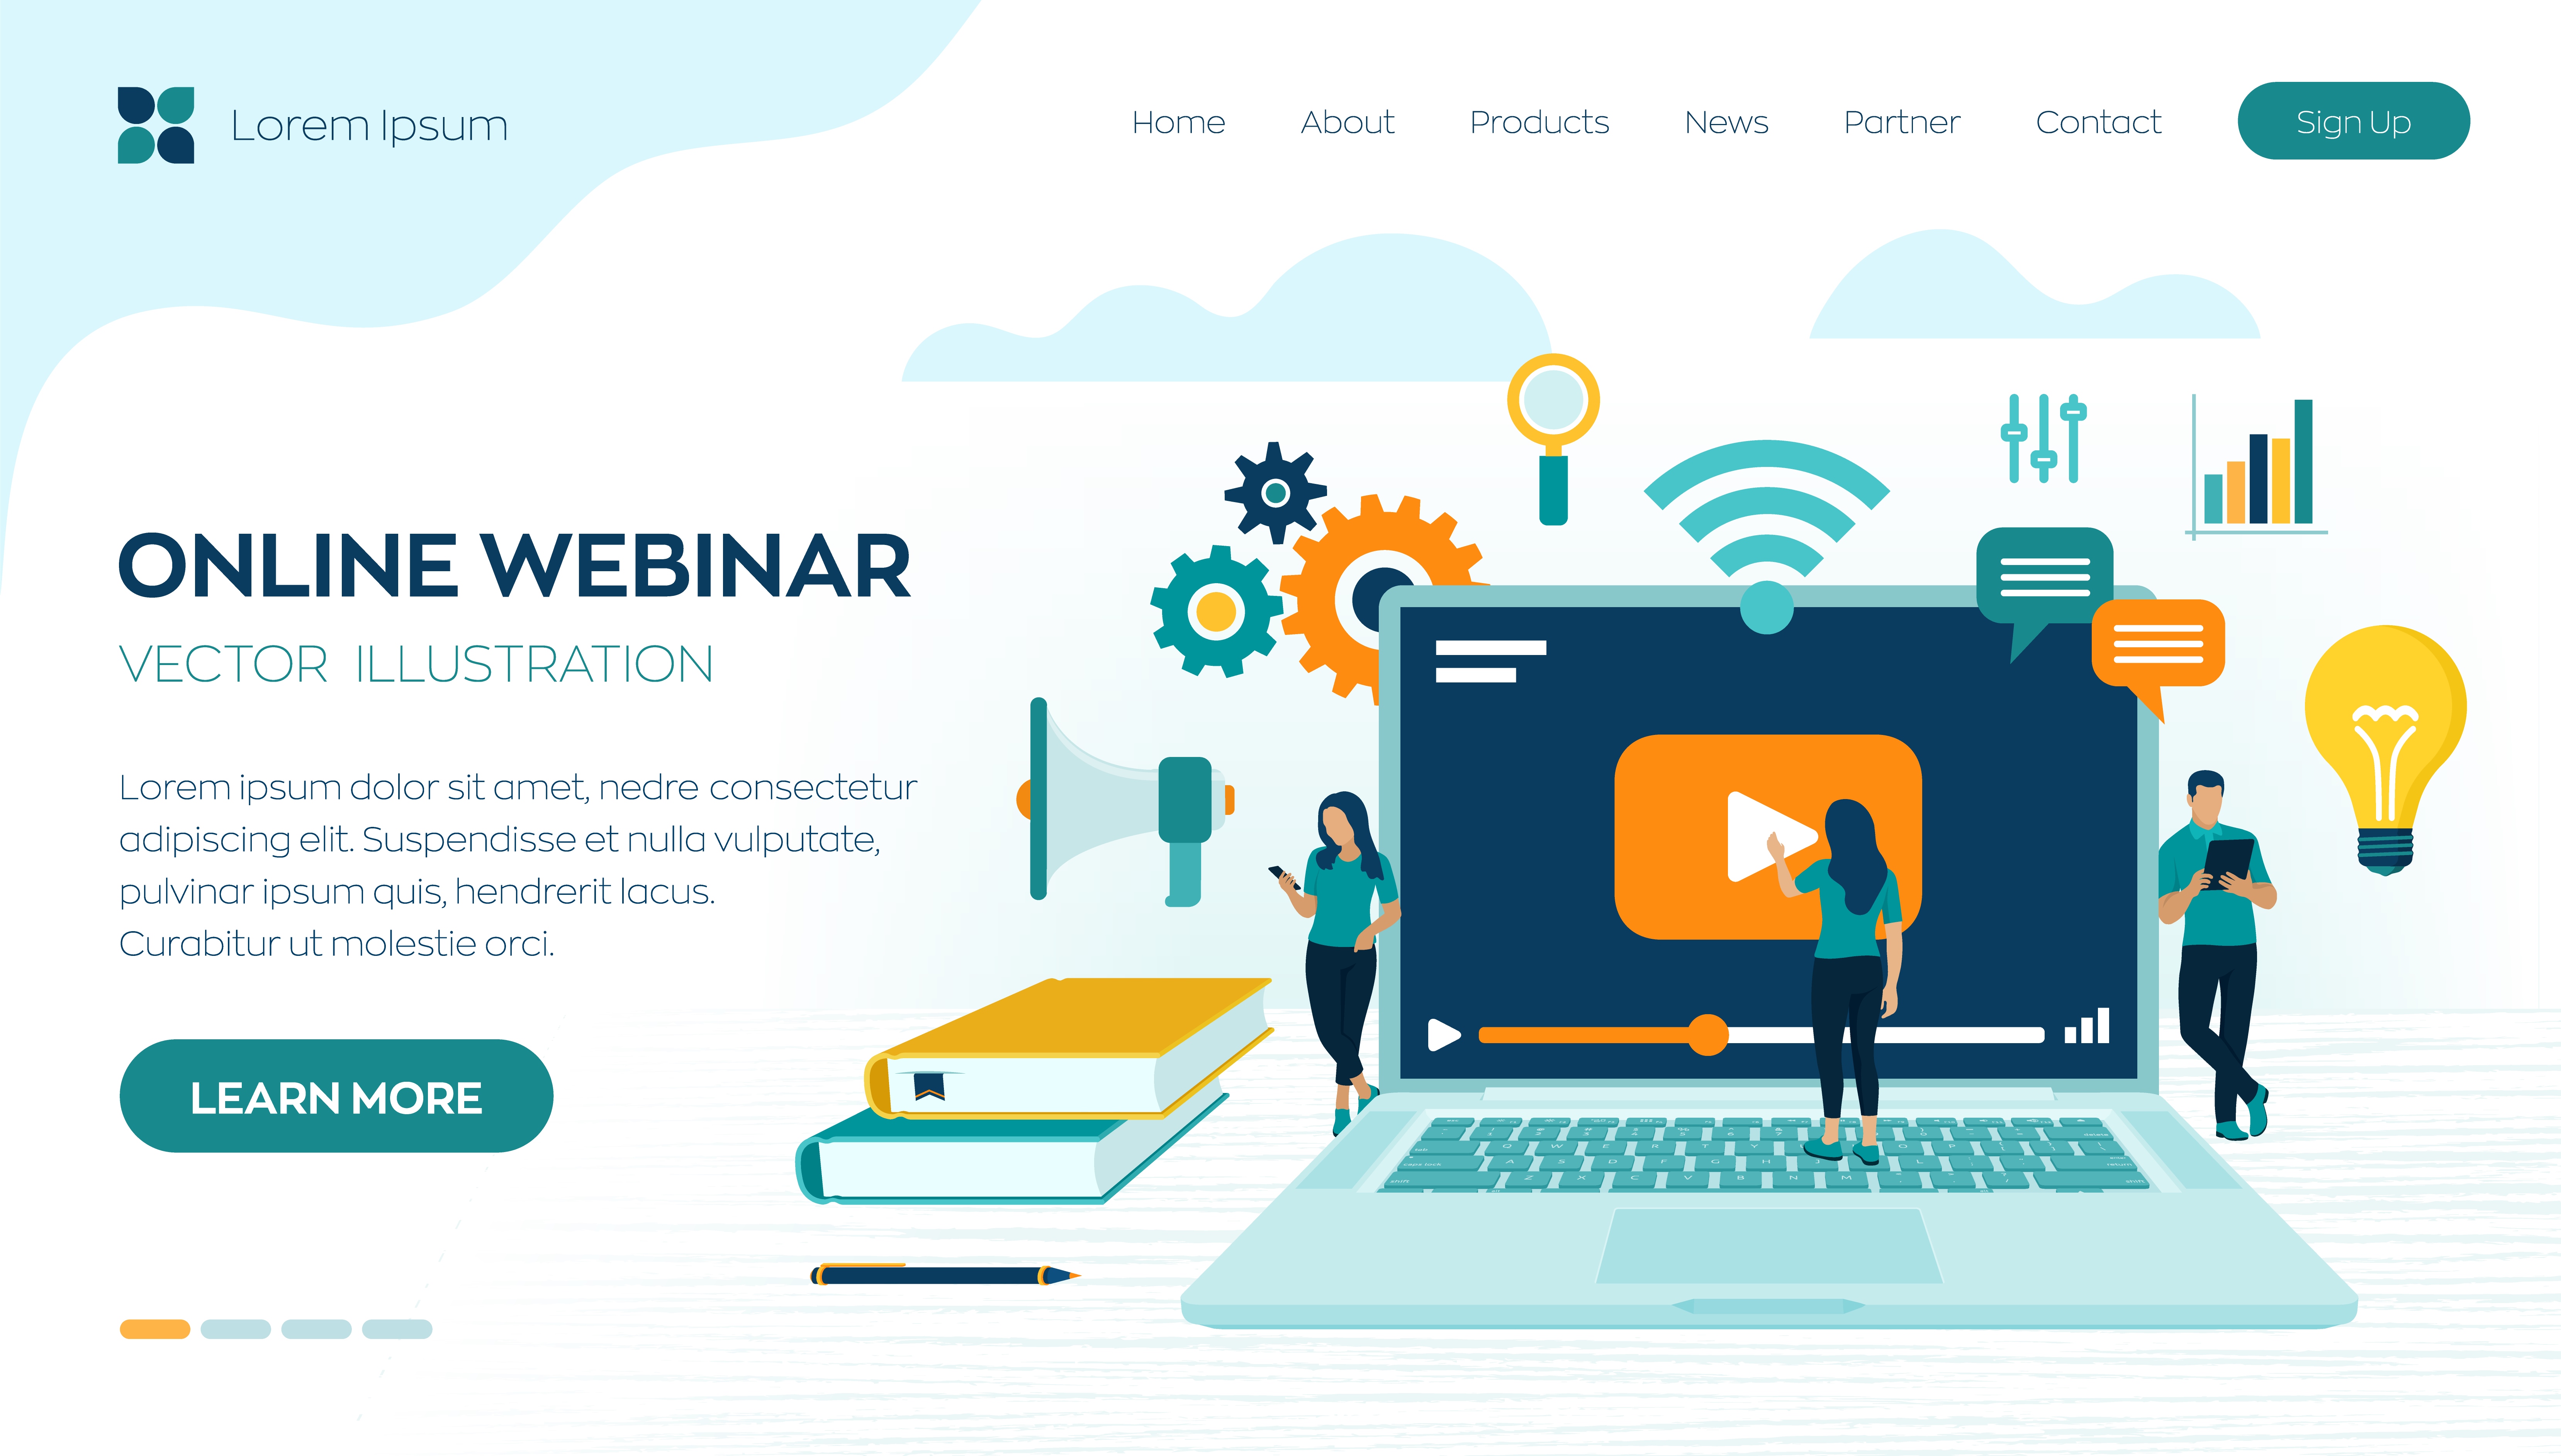 Lorem Ipsum
Home About Products News Partner Contact Sign Up
ONLINE WEBINAR
VECTOR ILLUSTRATION
Lorem ipsum dolor sit amet, nedre consectetur
adipiscing elit. Suspendisse et nulla vulputate,
pulvinar ipsum quis, hendrerit lacus.
Curabitur ut molestie orci.
LEARN MORE